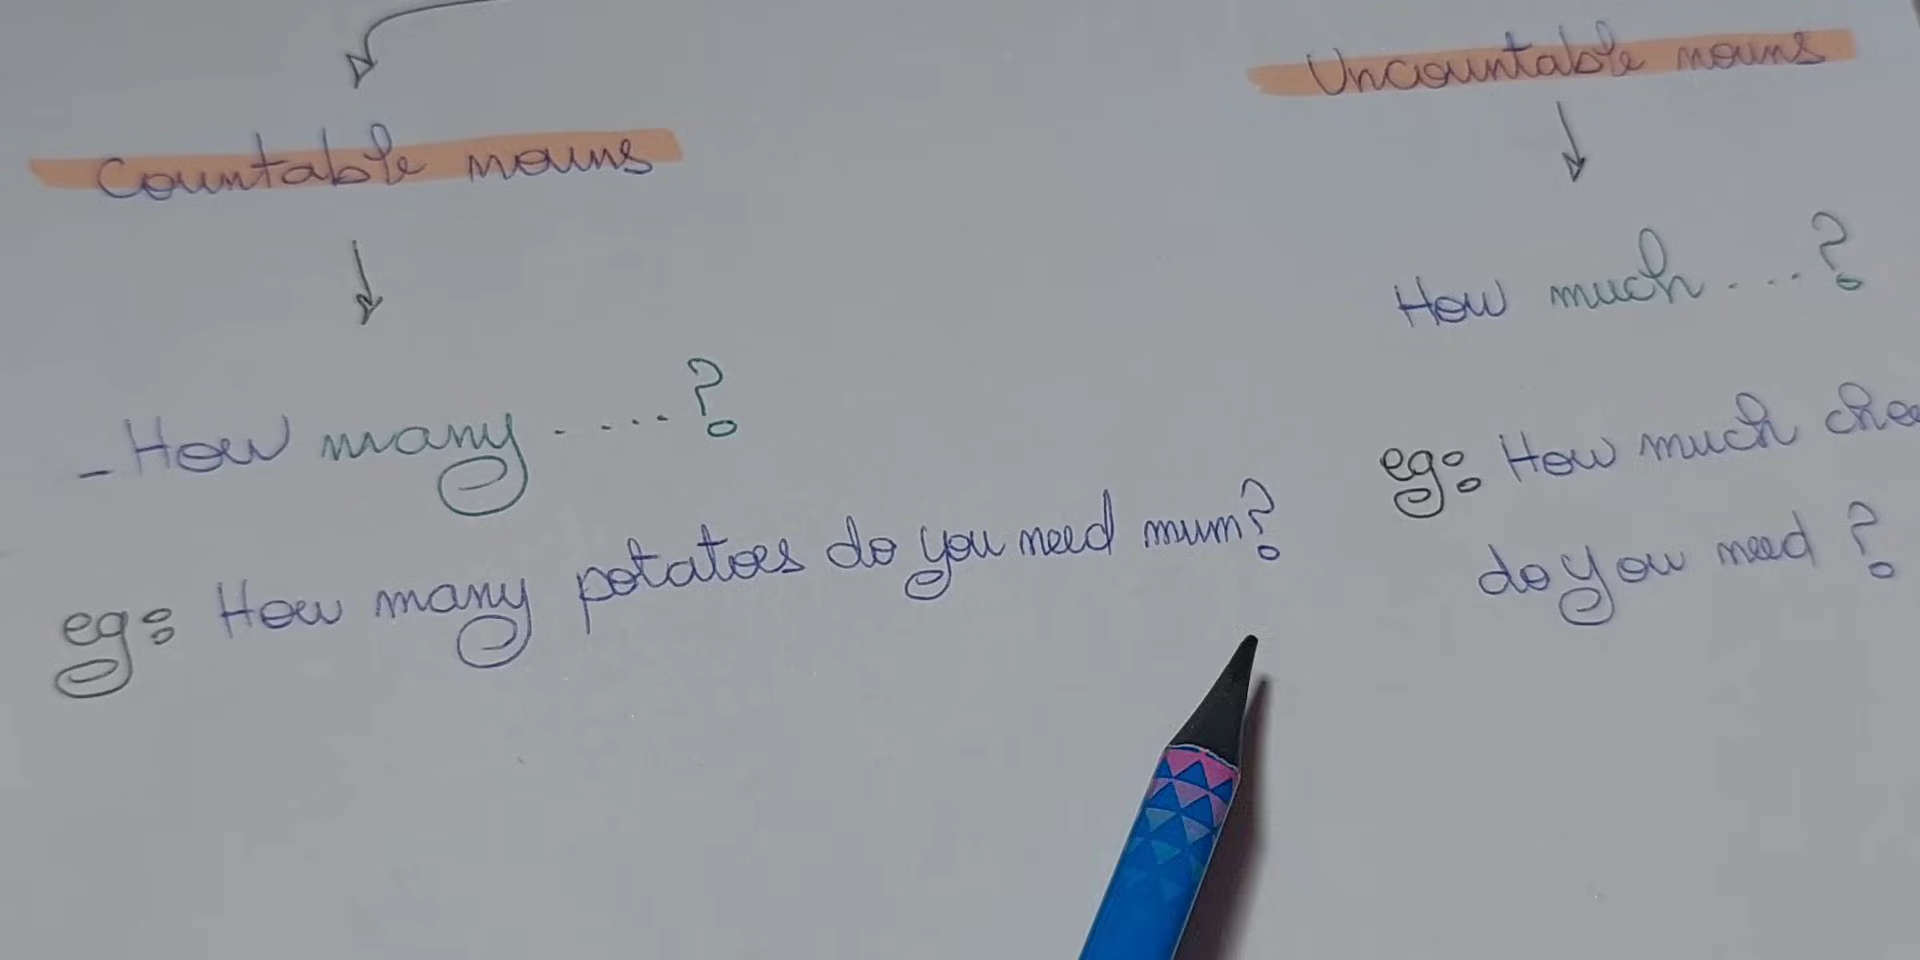 Countable nouns
- How many .....?
eg: How many potatoes do you need mum?
Uncountable nouns
How much ....?
eg: How much
do you need ?